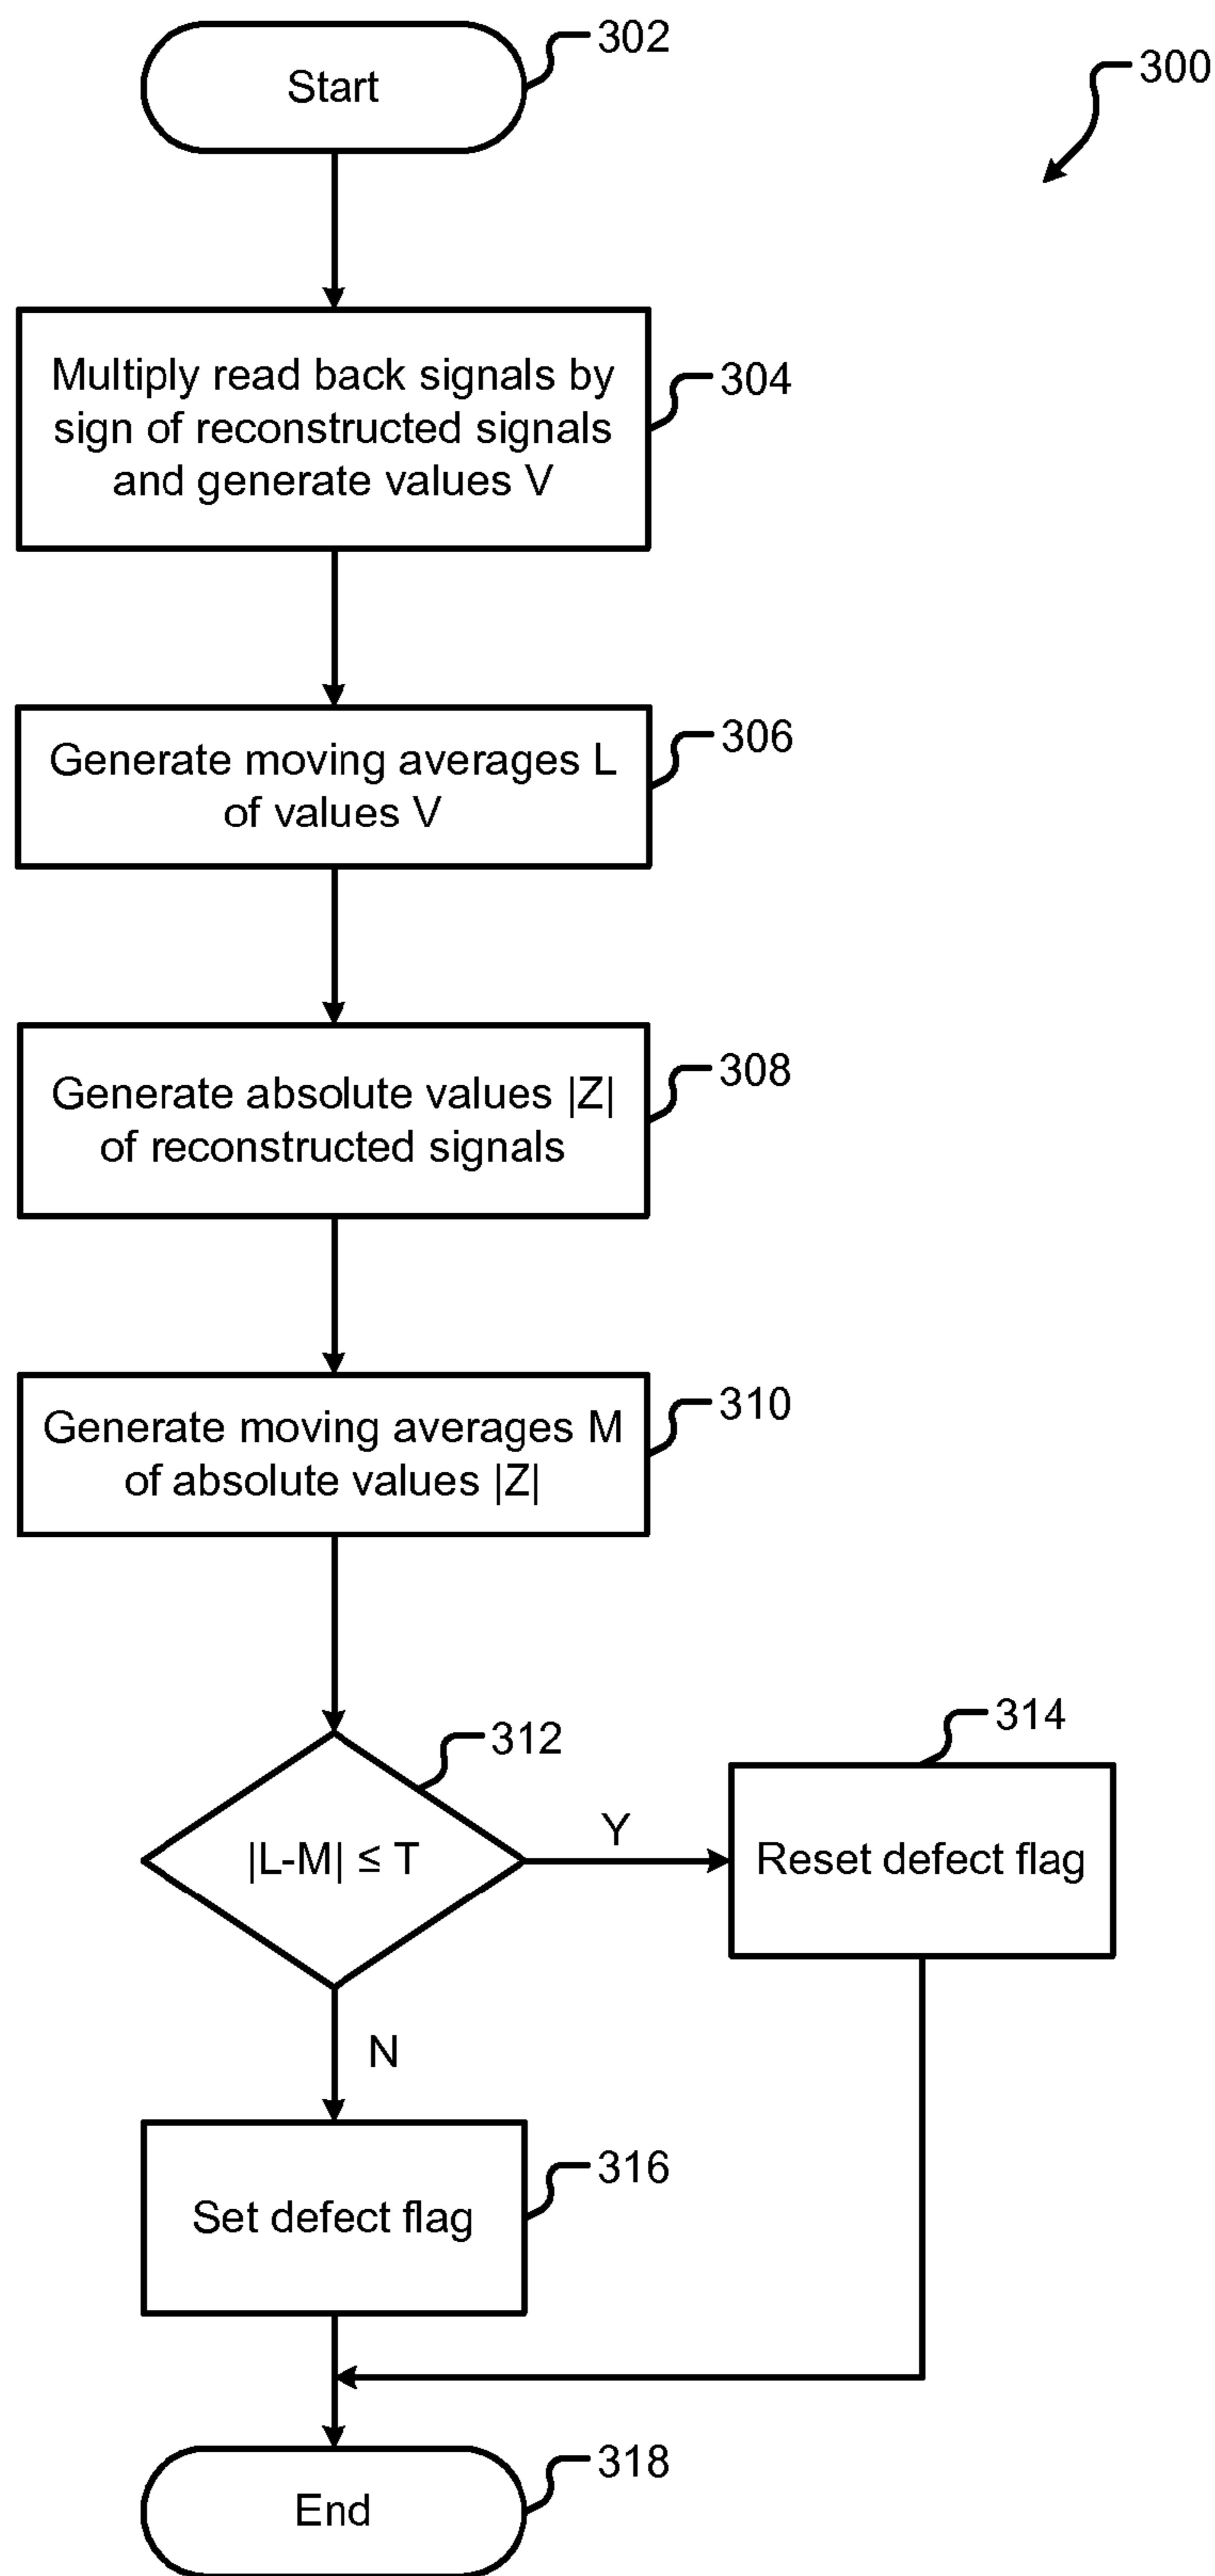 Start
302
300
Multiply read back signals by
sign of reconstructed signals
and generate values V
304
Generate moving averages L
of values V
306
Generate absolute values |Z|
of reconstructed signals
308
Generate moving averages M
of absolute values |Z|
310
312
|L-M| ≤ T
Y
314
Reset defect flag
N
Set defect flag
316
End
318